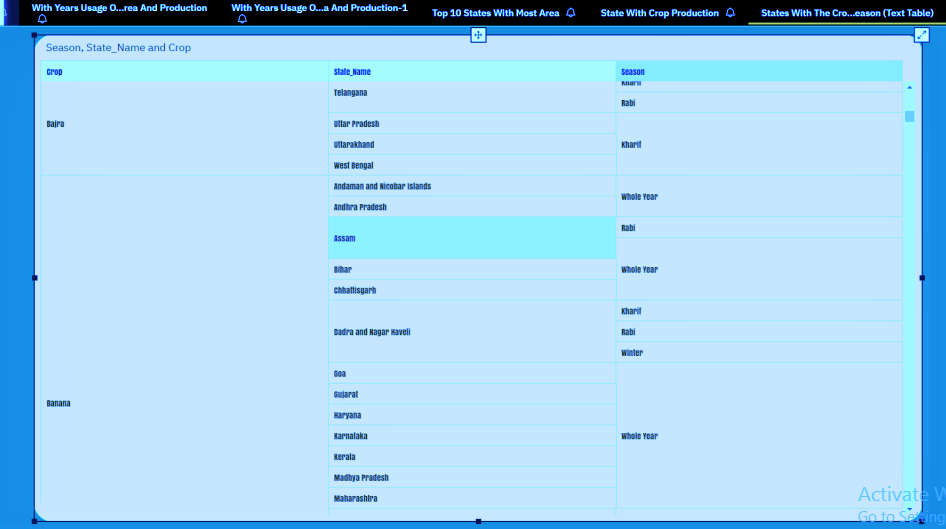 With Years Usage O...rea And Production
With Years Usage O...a And Production-1
Top 10 States With Most Area
State With Crop Production
States With The Cro...eason (Text Table)
Season, State_Name and Crop
Crop State_Name Season
Telangana Kharif
Rabi
Bajra Uttar Pradesh
Uttarakhand Kharif
West Bengal
Andaman and Nicobar Islands Whole Year
Andhra Pradesh
Assam Rabi
Bihar Whole Year
Chhattisgarh
Kharif
Dadra and Nagar Haveli Rabi
Winter
Goa
Gujarat
Banana Haryana
Karnataka Whole Year
Kerala
Madhya Pradesh
Maharashtra
Activate W
Go to Setting